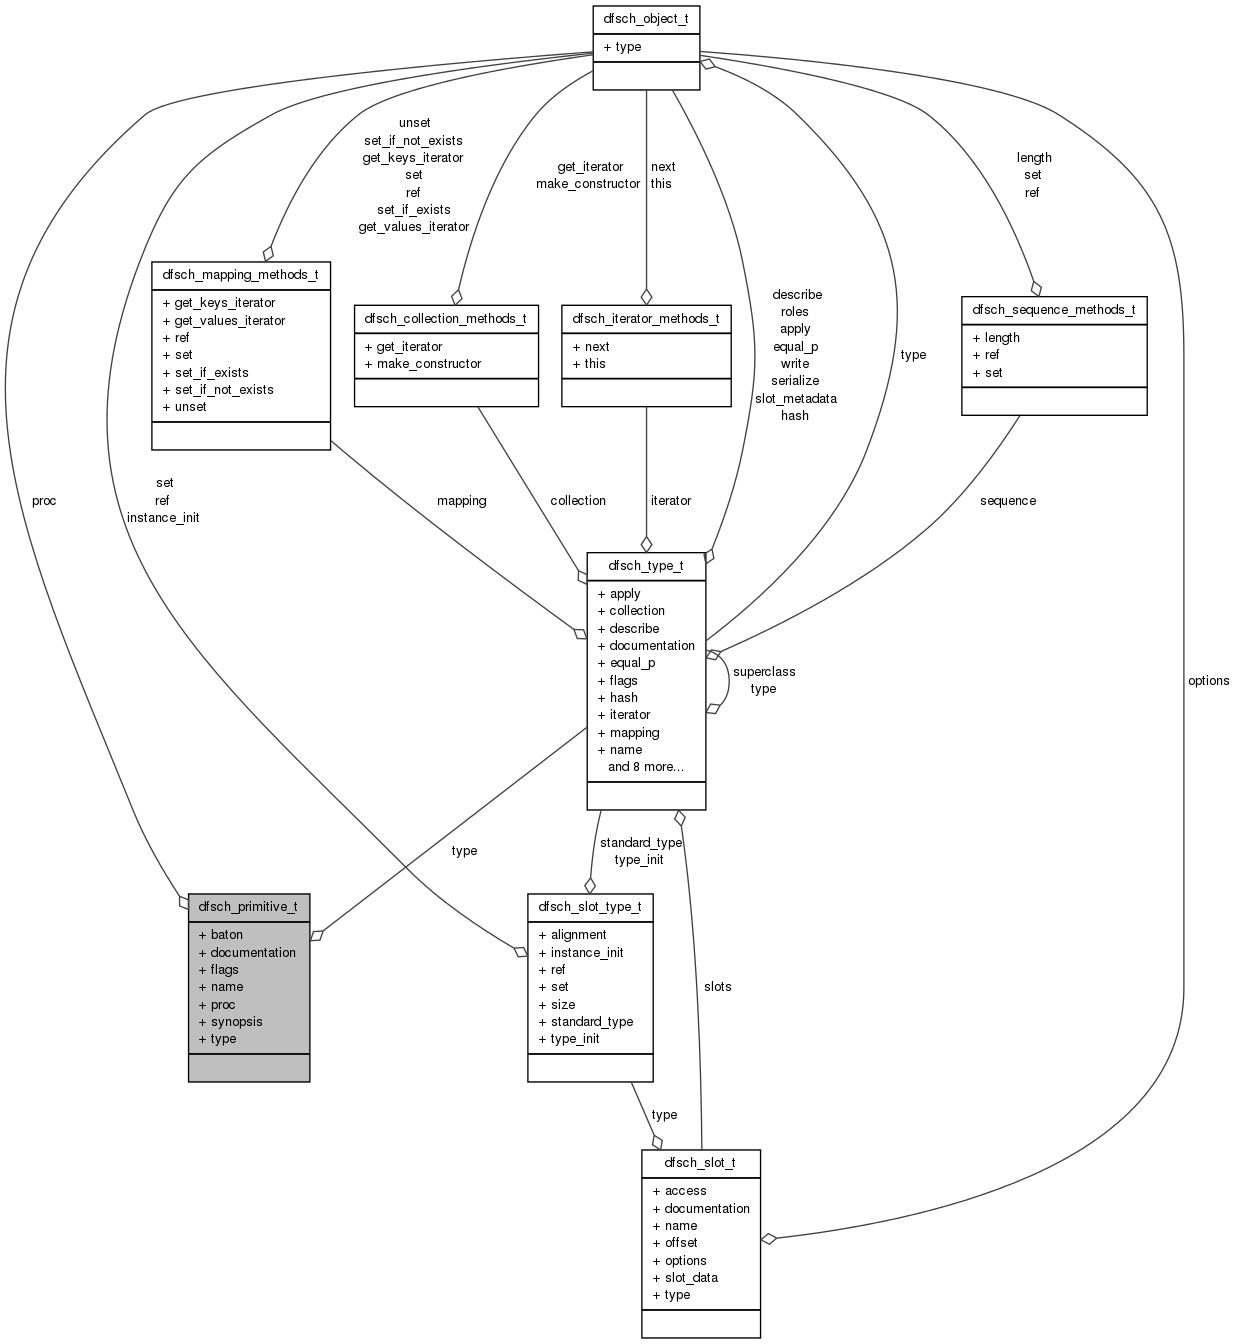 dfsch_object_t
+ type
unset
set_if_not_exists
get_keys_iterator
set
ref
set_if_exists
get_values_iterator
get_iterator
make_constructor
next
this
length
set
ref
dfsch_mapping_methods_t
+ get_keys_iterator
+ get_values_iterator
+ ref
+ set
+ set_if_exists
+ set_if_not_exists
+ unset
dfsch_collection_methods_t
+ get_iterator
+ make_constructor
dfsch_iterator_methods_t
+ next
+ this
describe
roles
apply
equal_p
write
serialize
slot_metadata
hash
type
dfsch_sequence_methods_t
+ length
+ ref
+ set
proc
set
ref
instance_init
mapping
collection
iterator
sequence
dfsch_type_t
+ apply
+ collection
+ describe
+ documentation
+ equal_p
+ flags
+ hash
+ iterator
+ mapping
+ name
and 8 more...
superclass
type
options
type
standard_type
type_init
dfsch_primitive_t
+ baton
+ documentation
+ flags
+ name
+ proc
+ synopsis
+ type
dfsch_slot_type_t
+ alignment
+ instance_init
+ ref
+ set
+ size
+ standard_type
+ type_init
slots
type
dfsch_slot_t
+ access
+ documentation
+ name
+ offset
+ options
+ slot_data
+ type